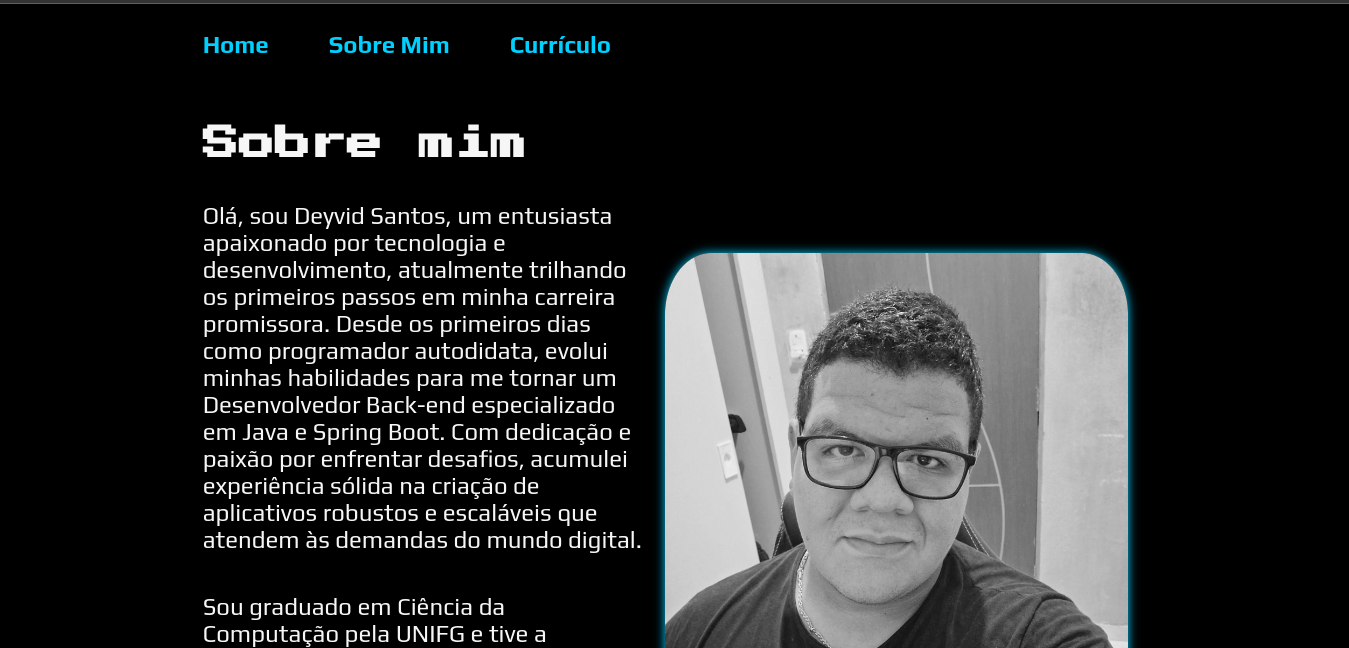 Home Sobre Mim Currículo
Sobre mim
Olá, sou Deyvid Santos, um entusiasta
apaixonado por tecnologia e
desenvolvimento, atualmente trilhando
os primeiros passos em minha carreira
promissora. Desde os primeiros dias
como programador autodidata, evolui
minhas habilidades para me tornar um
Desenvolvedor Back-end especializado
em Java e Spring Boot. Com dedicação e
paixão por enfrentar desafios, acumulei
experiência sólida na criação de
aplicativos robustos e escaláveis que
atendem às demandas do mundo digital.
Sou graduado em Ciência da
Computação pela UNIFG e tive a